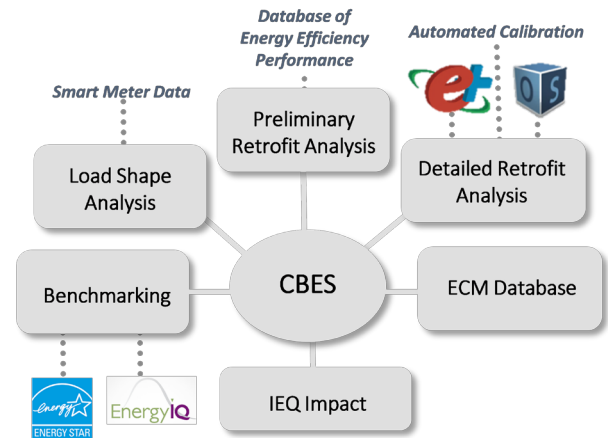 Database of
Energy Efficiency
Performance
Automated Calibration
Smart Meter Data
e+
OS
Preliminary
Retrofit Analysis
Load Shape
Analysis
Detailed Retrofit
Analysis
CBES
Benchmarking
ECM Database
IEQ Impact
energy
ENERGY STAR
EnergyIQ